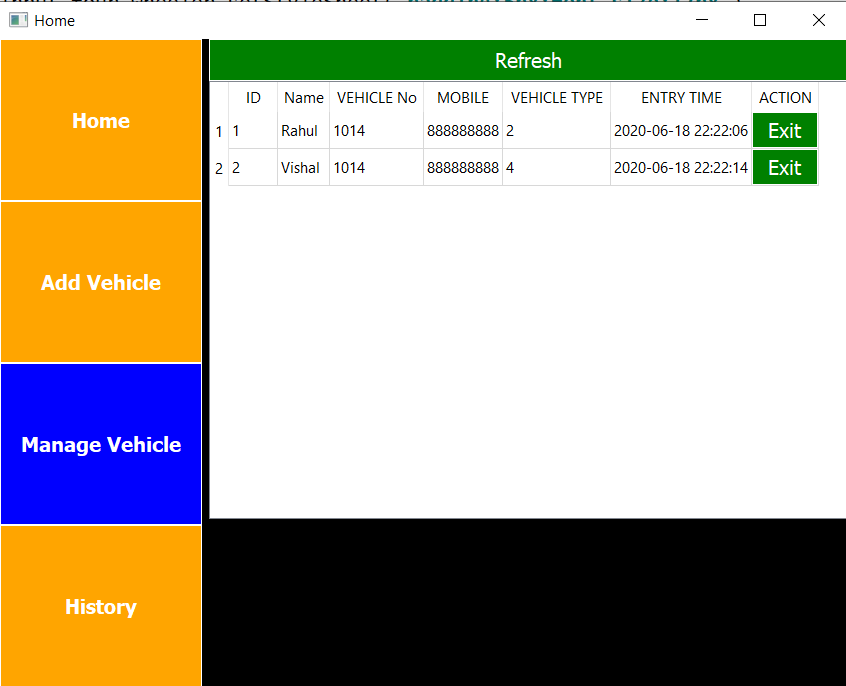 Home
Home
Add Vehicle
Manage Vehicle
History
Refresh
ID Name VEHICLE No MOBILE VEHICLE TYPE ENTRY TIME ACTION
1 1 Rahul 1014 888888888 2 2020-06-18 22:22:06 Exit
2 2 Vishal 1014 888888888 4 2020-06-18 22:22:14 Exit